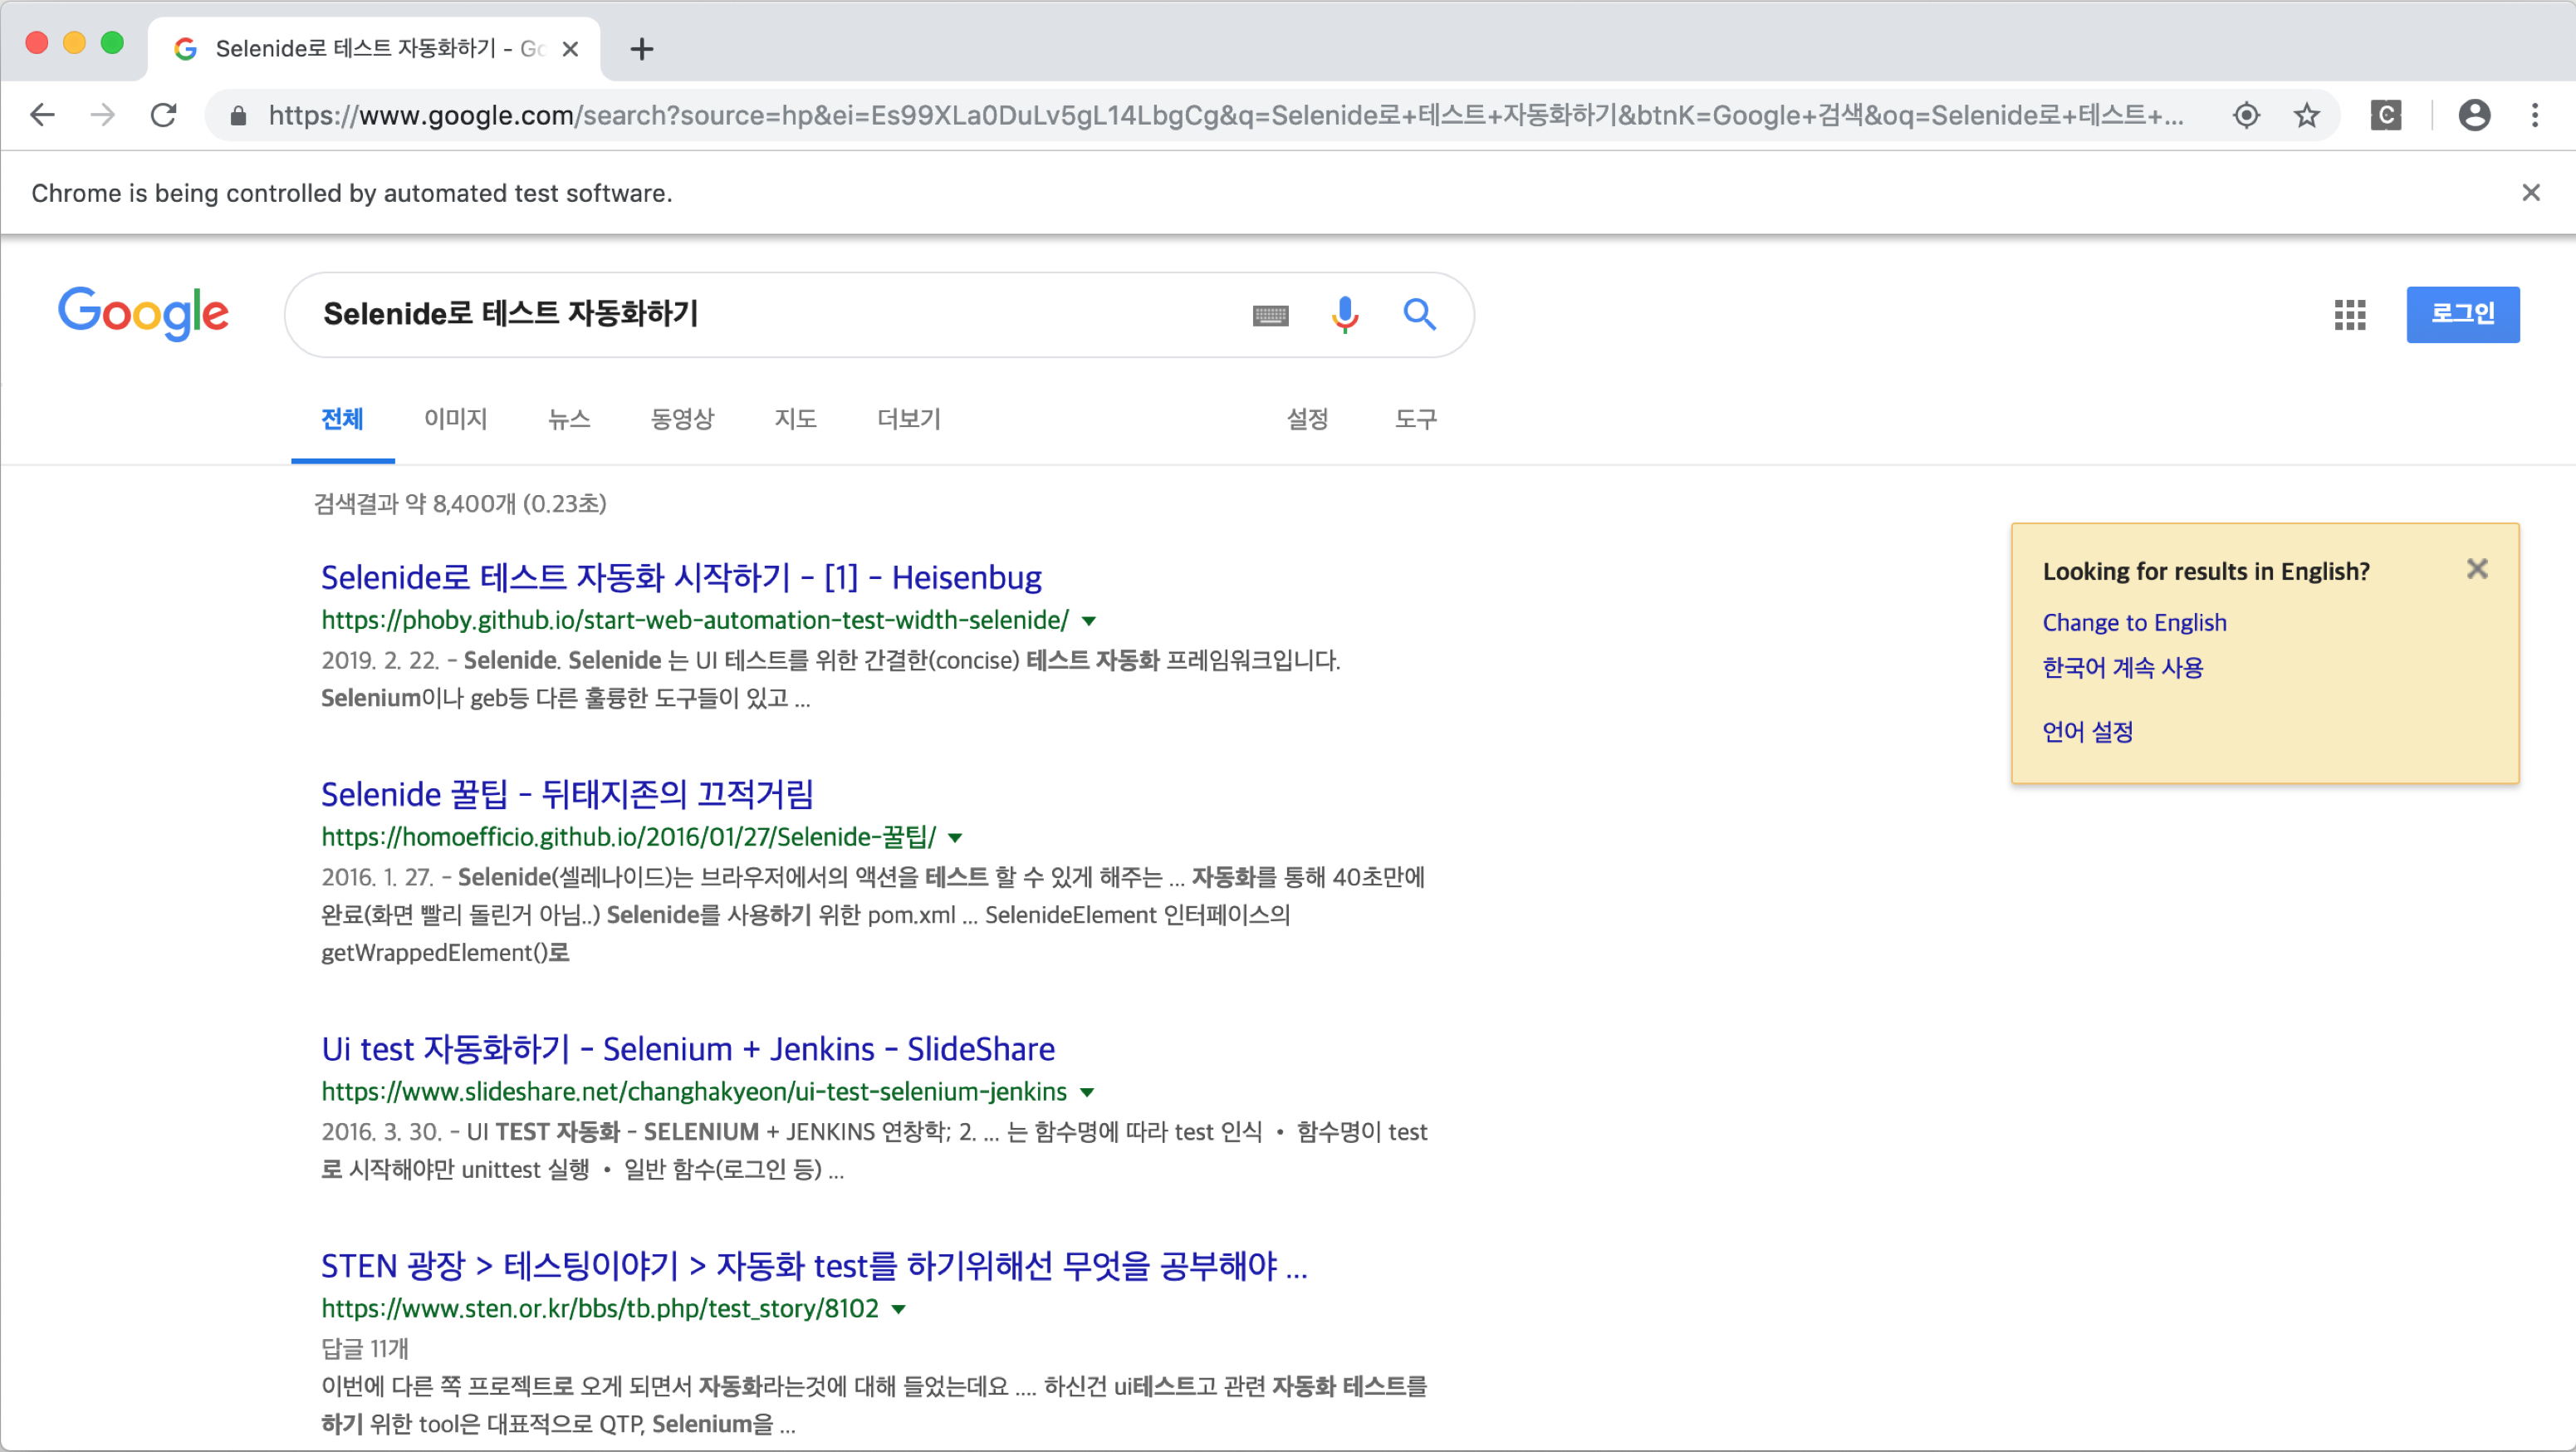 Selenide로 테스트 자동화하기 - Go
https://www.google.com/search?source=hp&ei=Es99XLa0DuLv5gL14LbgCg&q=Selenide로+테스트+자동화하기&btnK=Google+검색&oq=Selenide로+테스트+...
Chrome is being controlled by automated test software.
Google
Selenide로 테스트 자동화하기
로그인
전체 이미지 뉴스 동영상 지도 더보기 설정 도구
검색결과 약 8,400개 (0.23초)
Selenide로 테스트 자동화 시작하기 - [1] - Heisenbug
https://phoby.github.io/start-web-automation-test-width-selenide/
2019. 2. 22. - Selenide. Selenide 는 UI 테스트를 위한 간결한(concise) 테스트 자동화 프레임워크입니다.
Selenium이나 geb등 다른 훌륭한 도구들이 있고 ...
Looking for results in English?
Change to English
한국어 계속 사용
언어 설정
Selenide 꿀팁 - 뒤태지존의 끄적거림
https://homoefficio.github.io/2016/01/27/Selenide-꿀팁/
2016. 1. 27. - Selenide(셀레나이드)는 브라우저에서의 액션을 테스트 할 수 있게 해주는 ... 자동화를 통해 40초만에
완료(화면 빨리 돌린거 아님..) Selenide를 사용하기 위한 pom.xml ... SelenideElement 인터페이스의
getWrappedElement()로
Ui test 자동화하기 - Selenium + Jenkins - SlideShare
https://www.slideshare.net/changhakyeon/ui-test-selenium-jenkins
2016. 3. 30. - UI TEST 자동화 - SELENIUM + JENKINS 연창학; 2. ... 는 함수명에 따라 test 인식 • 함수명이 test
로 시작해야만 unittest 실행 • 일반 함수(로그인 등) ...
STEN 광장 > 테스팅이야기 > 자동화 test를 하기위해선 무엇을 공부해야 ...
https://www.sten.or.kr/bbs/tb.php/test_story/8102
답글 11개
이번에 다른 쪽 프로젝트로 오게 되면서 자동화라는것에 대해 들었는데요 .... 하신건 ui테스트고 관련 자동화 테스트를
하기 위한 tool은 대표적으로 QTP, Selenium을 ...